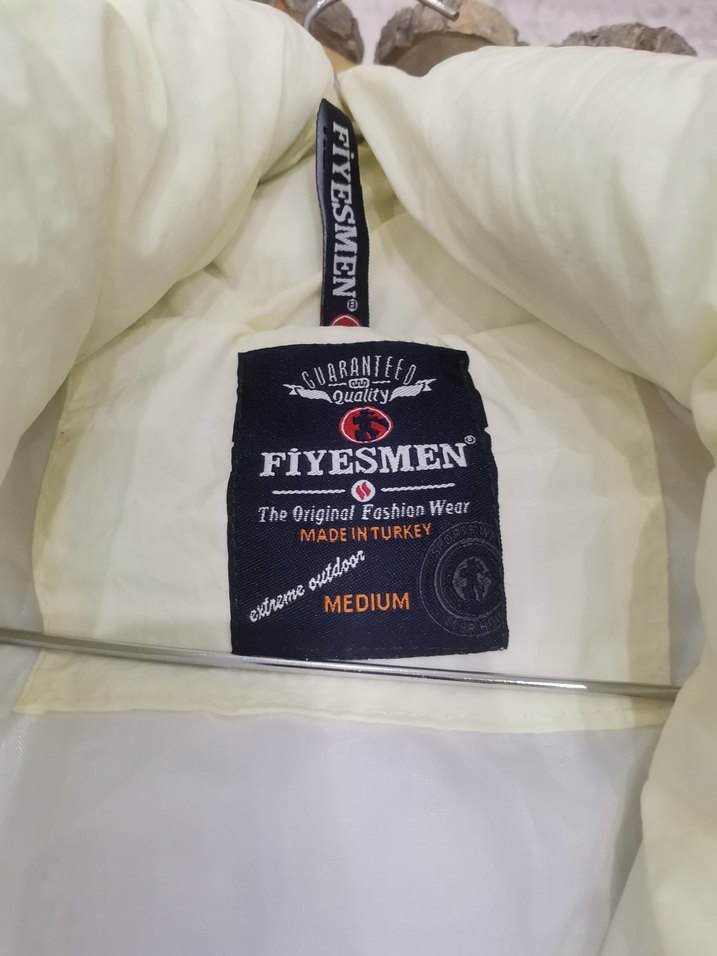 FİYESMEN®
GUARANTEED
Quality
FİYESMEN®
The Original Fashion Wear
MADE IN TURKEY
extreme outdoor
MEDIUM